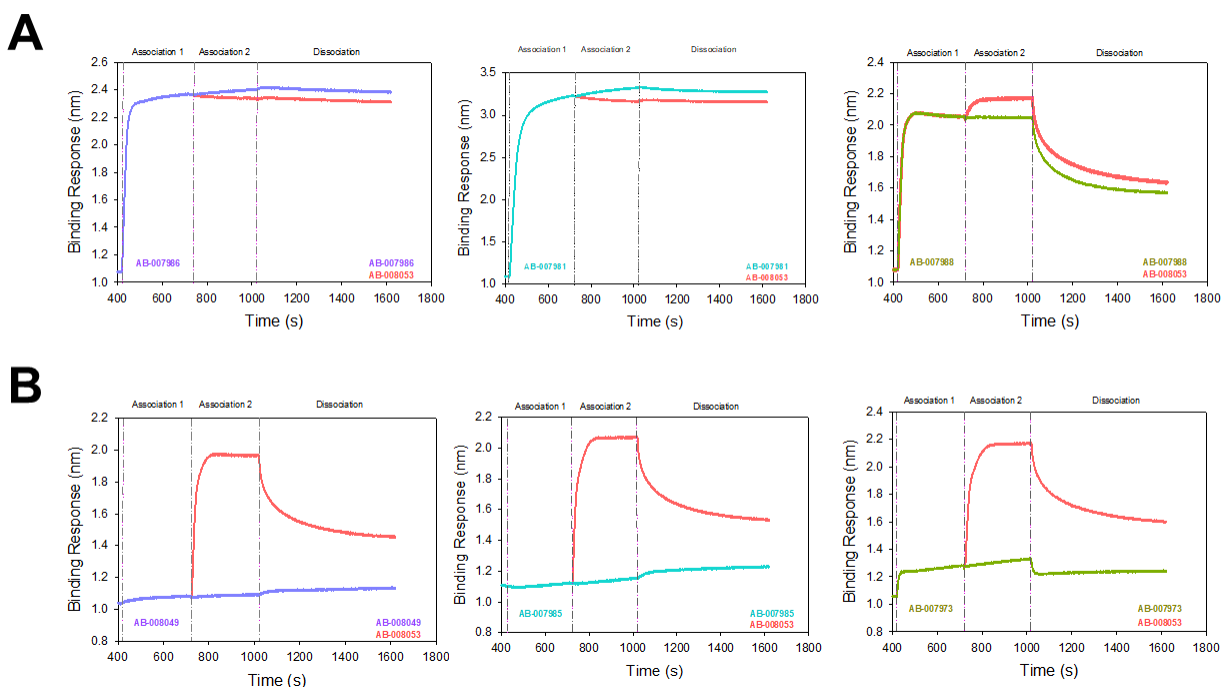 A
Association 1 Association 2 Dissociation
2.6
2.4
2.2
2.0
1.8
1.6
1.4
1.2
1.0
Binding Response (nm)
AB-007986
AB-007986
AB-008053
400 600 800 1000 1200 1400 1600 1800
Time (s)
Association 1 Association 2 Dissociation
3.5
3.0
2.5
2.0
1.5
1.0
Binding Response (nm)
AB-007981
AB-007981
AB-008053
400 600 800 1000 1200 1400 1600 1800
Time (s)
Association 1 Association 2 Dissociation
2.4
2.2
2.0
1.8
1.6
1.4
1.2
1.0
Binding Response (nm)
AB-007988
AB-007988
AB-008053
400 600 800 1000 1200 1400 1600 1800
Time (s)
B
Association 1 Association 2 Dissociation
2.2
2.0
1.8
1.6
1.4
1.2
1.0
0.8
Binding Response (nm)
AB-008049
AB-008049
AB-008053
400 600 800 1000 1200 1400 1600 1800
Time (s)
Association 1 Association 2 Dissociation
2.2
2.0
1.8
1.6
1.4
1.2
1.0
0.8
Binding Response (nm)
AB-007985
AB-007985
AB-008053
400 600 800 1000 1200 1400 1600 1800
Time (s)
Association 1 Association 2 Dissociation
2.4
2.2
2.0
1.8
1.6
1.4
1.2
1.0
0.8
Binding Response (nm)
AB-007973
AB-007973
AB-008053
400 600 800 1000 1200 1400 1600 1800
Time (s)